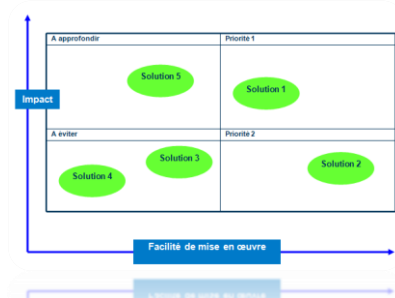 A approfondir
Priorité 1
Solution 5
Solution 1
Impact
A éviter
Priorité 2
Solution 3
Solution 2
Solution 4
Facilité de mise en œuvre